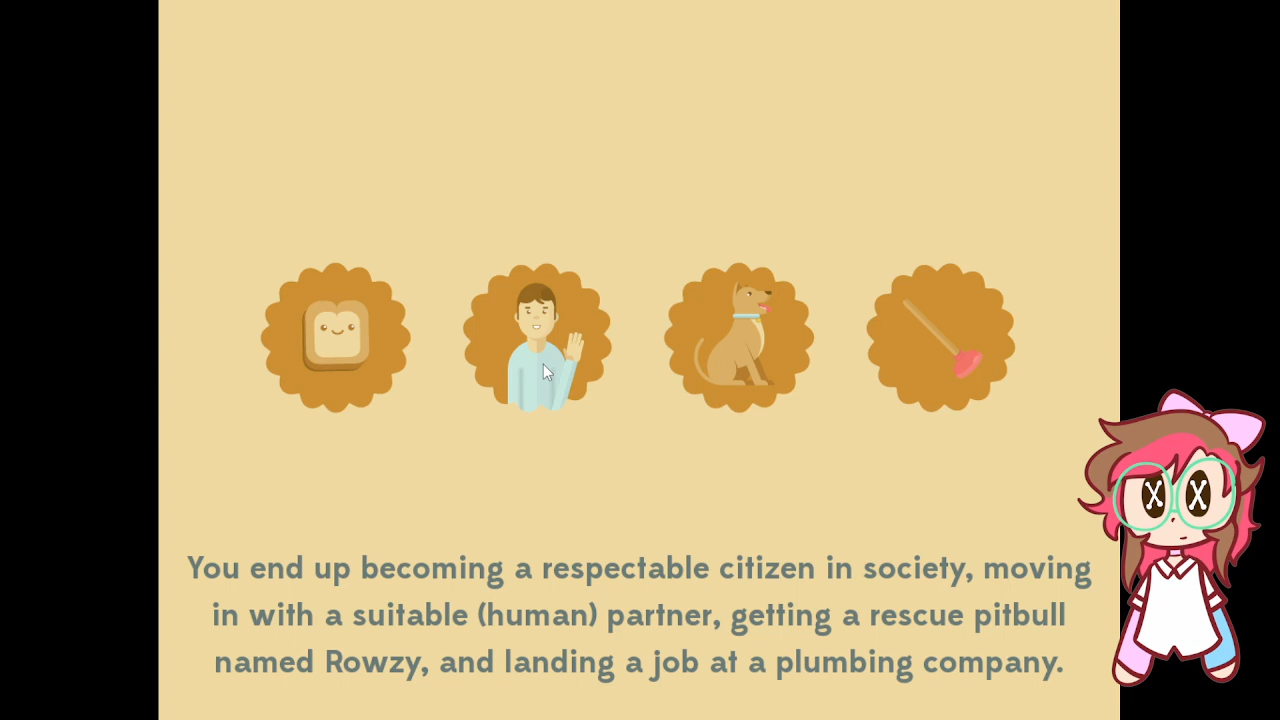 You end up becoming a respectable citizen in society, moving
in with a suitable (human) partner, getting a rescue pitbull
named Rowzy, and landing a job at a plumbing company.